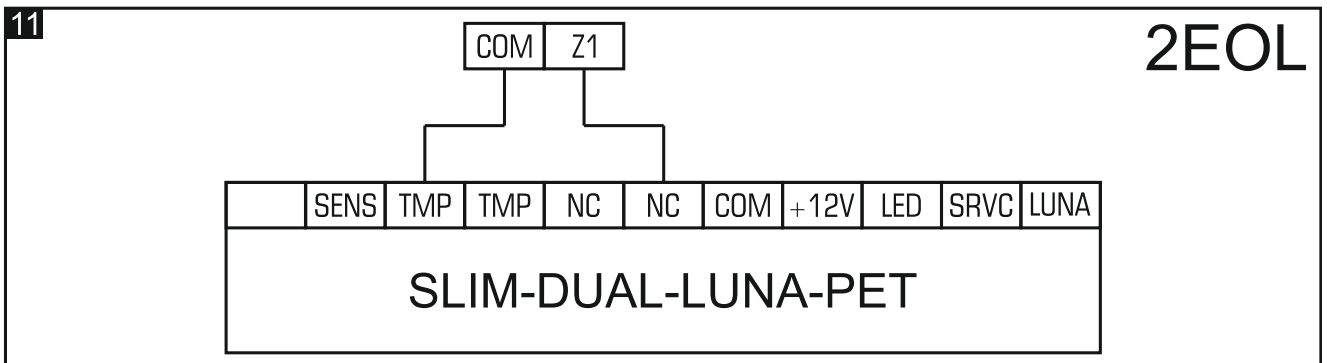 11
2EOL
COM Z1
SENS TMP TMP NC NC COM +12V LED SRVC LUNA
SLIM-DUAL-LUNA-PET